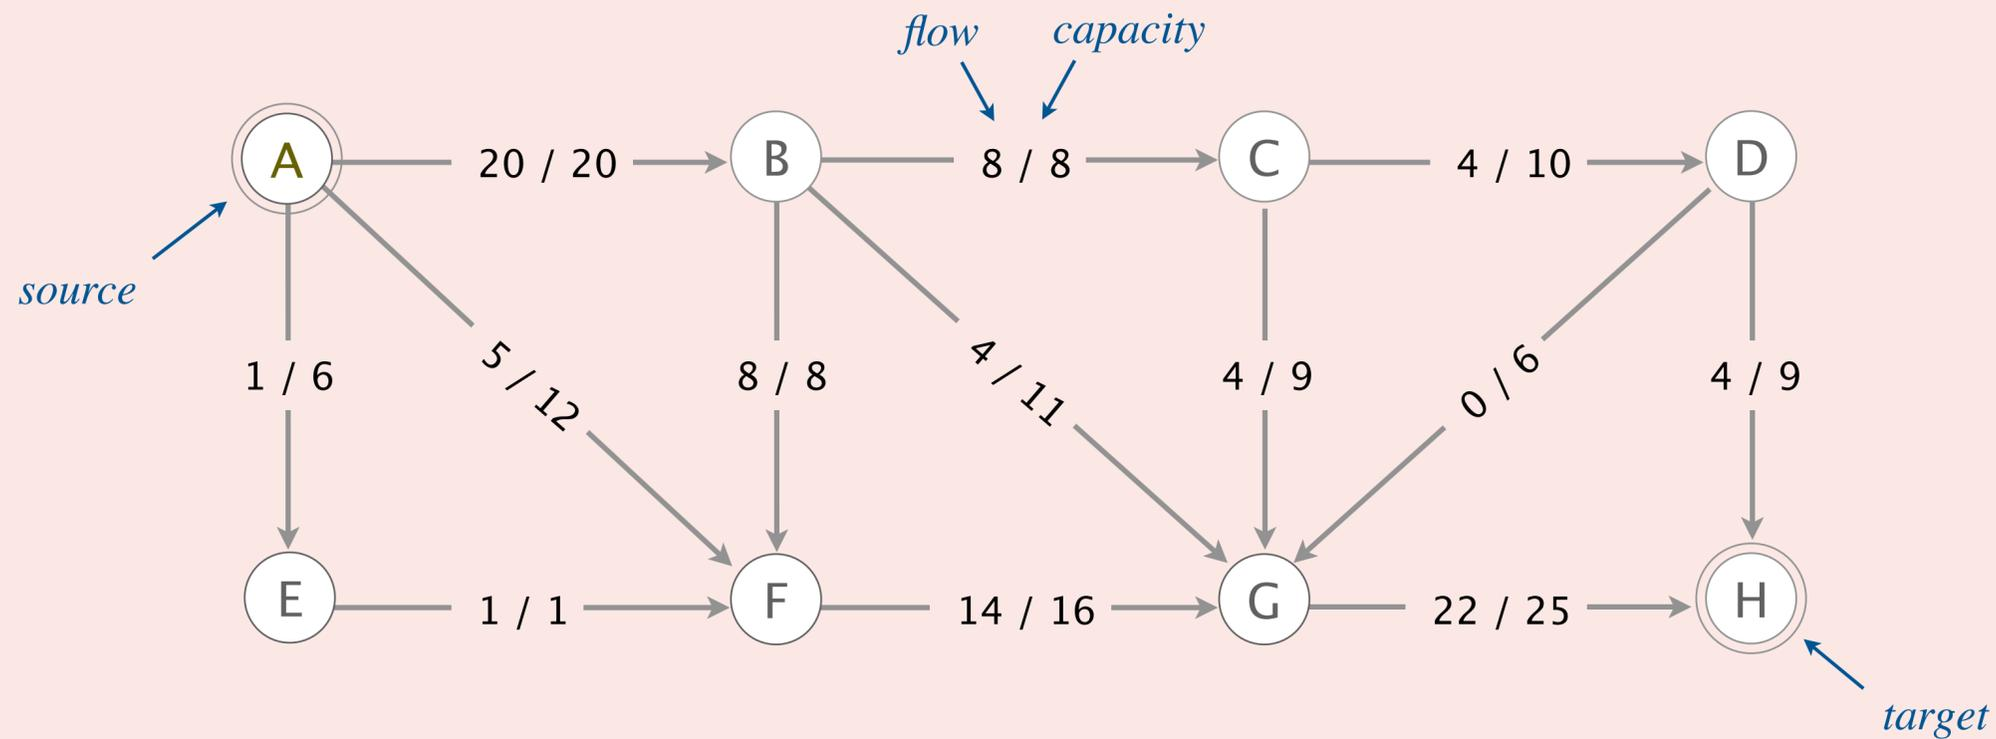 flow capacity
A 20 / 20 B 8 / 8 C 4 / 10 D
source
1 / 6 5 / 12 8 / 8 4 / 11 4 / 9 0 / 6 4 / 9
E 1 / 1 F 14 / 16 G 22 / 25 H
target